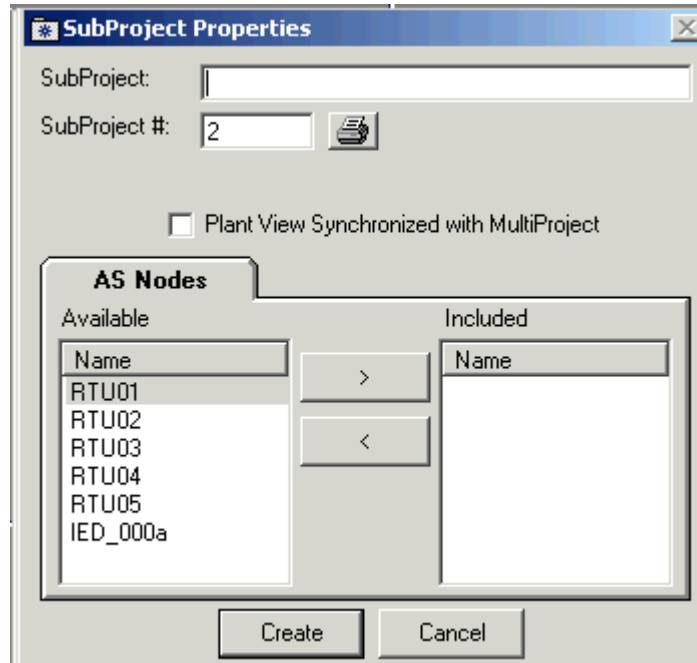 SubProject Properties
SubProject:
SubProject #: 2
Plant View Synchronized with MultiProject
AS Nodes
Available Included
Name Name
RTU01
RTU02
RTU03
RTU04
RTU05
IED_000a
>
<
Create Cancel